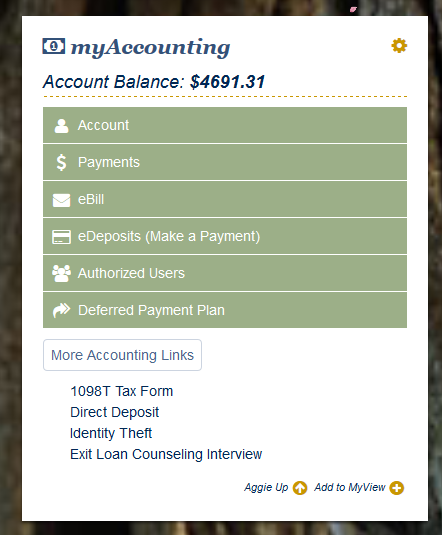 myAccounting
Account Balance: $4691.31
Account
$ Payments
eBill
eDeposits (Make a Payment)
Authorized Users
Deferred Payment Plan
More Accounting Links
1098T Tax Form
Direct Deposit
Identity Theft
Exit Loan Counseling Interview
Aggie Up Add to MyView